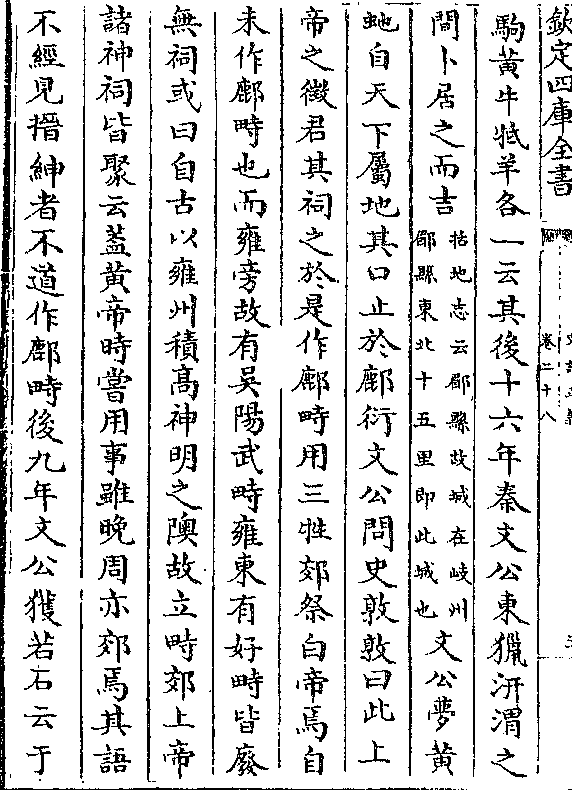 欽定四庫全書
卷二十八
駒黃牛羝羊各一云其後十六年秦文公東獵汧渭之
間卜居之而吉
括地志云郿縣故城在岐州
郿縣東北十五里即此城也
文公夢黃
虵自天下屬地其口止於鄜衍文公問史敦敦曰此上
帝之徵君其祠之於是作鄜畤用三牲郊祭白帝焉自
未作鄜畤也而雍旁故有吳陽武畤雍東有好畤皆廢
無祠或曰自古以雍州積髙神明之隩故立畤郊上帝
諸神祠皆聚云葢黃帝時嘗用事雖晚周亦郊焉其語
不經見搢紳者不道作鄜畤後九年文公獲若石云于